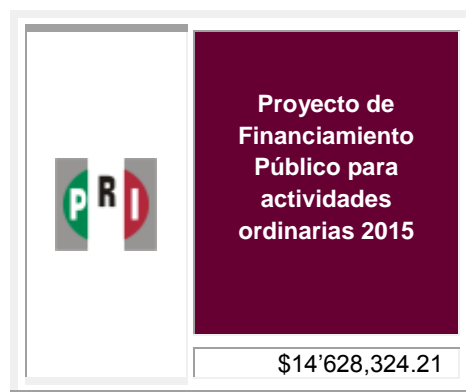 Proyecto de
Financiamiento
Público para
actividades
ordinarias 2015
PRI
$14’628,324.21